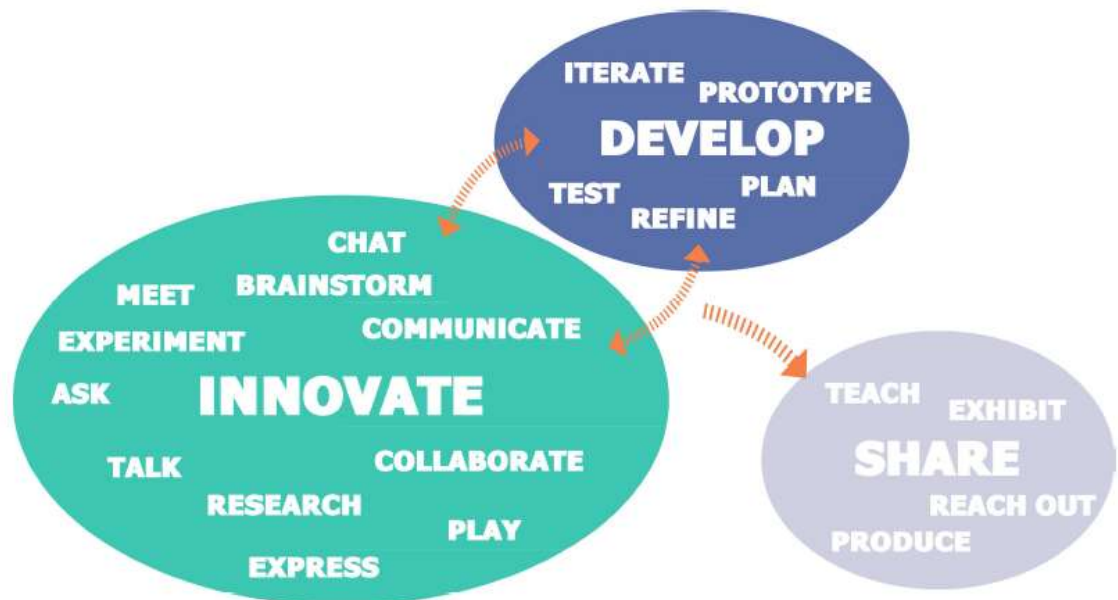 ITERATE
PROTOTYPE
DEVELOP
TEST
PLAN
REFINE
CHAT
BRAINSTORM
MEET
COMMUNICATE
EXPERIMENT
ASK
INNOVATE
TALK
COLLABORATE
RESEARCH
PLAY
EXPRESS
TEACH
EXHIBIT
SHARE
REACH OUT
PRODUCE